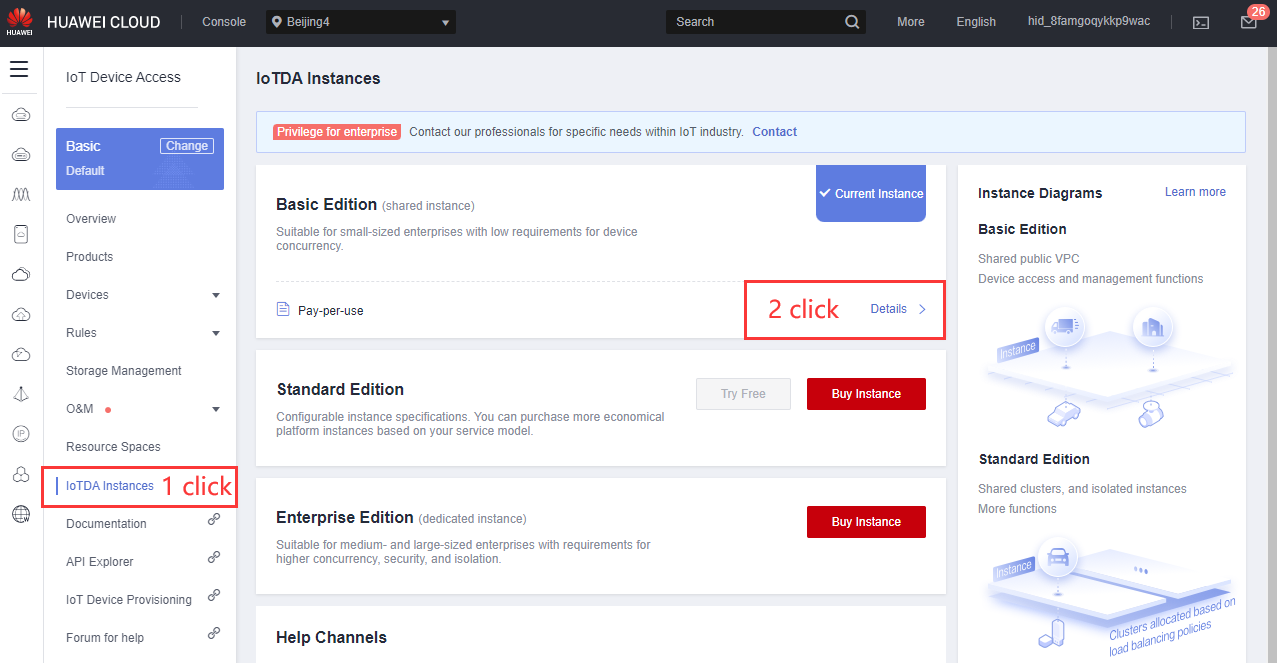 HUAWEI
HUAWEI CLOUD
Console
Beijing4
Search
More
English
hid_8famgoqykkp9wac
26
IoT Device Access
Basic
Change
Default
Overview
Products
Devices
Rules
Storage Management
O&M
Resource Spaces
IoTDA Instances
1 click
Documentation
API Explorer
IoT Device Provisioning
Forum for help
IoTDA Instances
Privilege for enterprise Contact our professionals for specific needs within IoT industry. Contact
Basic Edition (shared instance)
Current Instance
Suitable for small-sized enterprises with low requirements for device
concurrency.
Pay-per-use
2 click
Details
Standard Edition
Try Free
Buy Instance
Configurable instance specifications. You can purchase more economical
platform instances based on your service model.
Enterprise Edition (dedicated instance)
Buy Instance
Suitable for medium- and large-sized enterprises with requirements for
higher concurrency, security, and isolation.
Help Channels
Instance Diagrams
Learn more
Basic Edition
Shared public VPC
Device access and management functions
Instance
Standard Edition
Shared clusters, and isolated instances
More functions
Instance
Clusters allocated based on
load balancing policies
IP
W